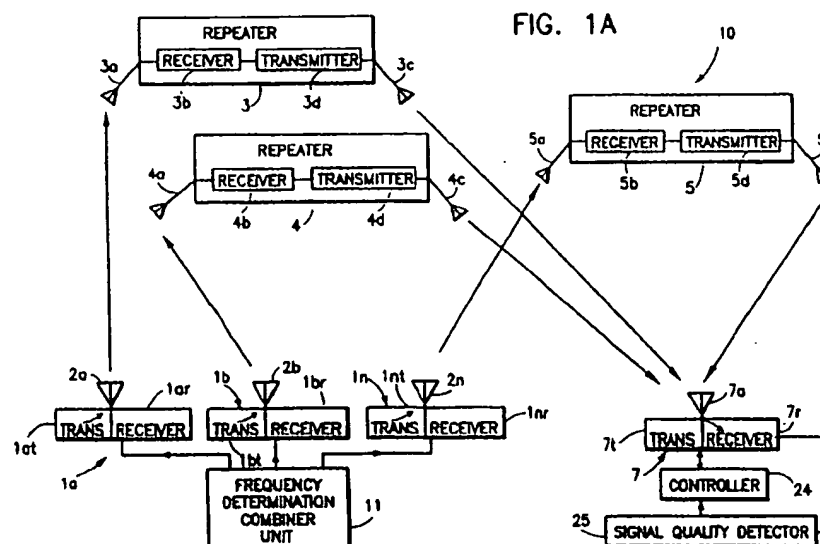 FIG. 1A
10
REPEATER
RECEIVER
TRANSMITTER
3a
3b
3
3d
3c
REPEATER
RECEIVER
TRANSMITTER
4a
4b
4
4d
4c
REPEATER
RECEIVER
TRANSMITTER
5a
5b
5
5d
5
2a
1ar
TRANS
RECEIVER
1at
1a
1b
2b
1br
TRANS
RECEIVER
1bt
1n
1nt
2n
TRANS
RECEIVER
1nr
FREQUENCY
DETERMINATION
COMBINER
UNIT
11
7a
7t
7r
TRANS
RECEIVER
7
CONTROLLER
24
25
SIGNAL QUALITY DETECTOR